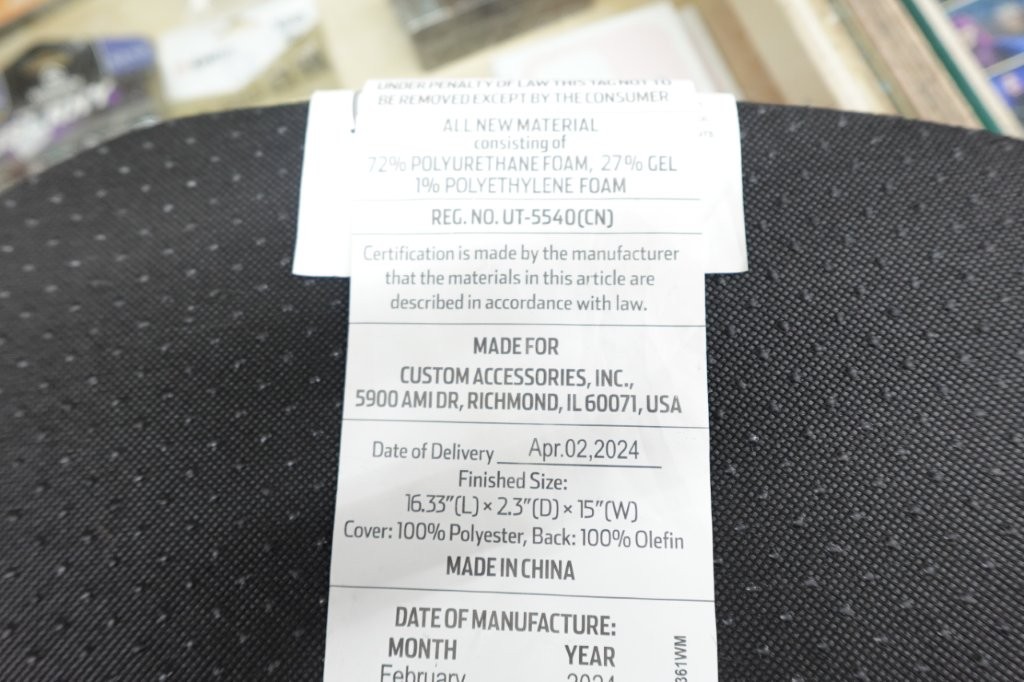 UNDER PENALTY OF LAW THIS TAG NOT TO
BE REMOVED EXCEPT BY THE CONSUMER
ALL NEW MATERIAL
consisting of
72% POLYURETHANE FOAM, 27% GEL
1% POLYETHYLENE FOAM
REG. NO. UT-5540(CN)
Certification is made by the manufacturer
that the materials in this article are
described in accordance with law.
MADE FOR
CUSTOM ACCESSORIES, INC.,
5900 AMI DR, RICHMOND, IL 60071, USA
Date of Delivery Apr.02,2024
Finished Size:
16.33”(L) × 2.3”(D) × 15”(W)
Cover: 100% Polyester, Back: 100% Olefin
MADE IN CHINA
DATE OF MANUFACTURE:
MONTH YEAR
February 2024
361WM